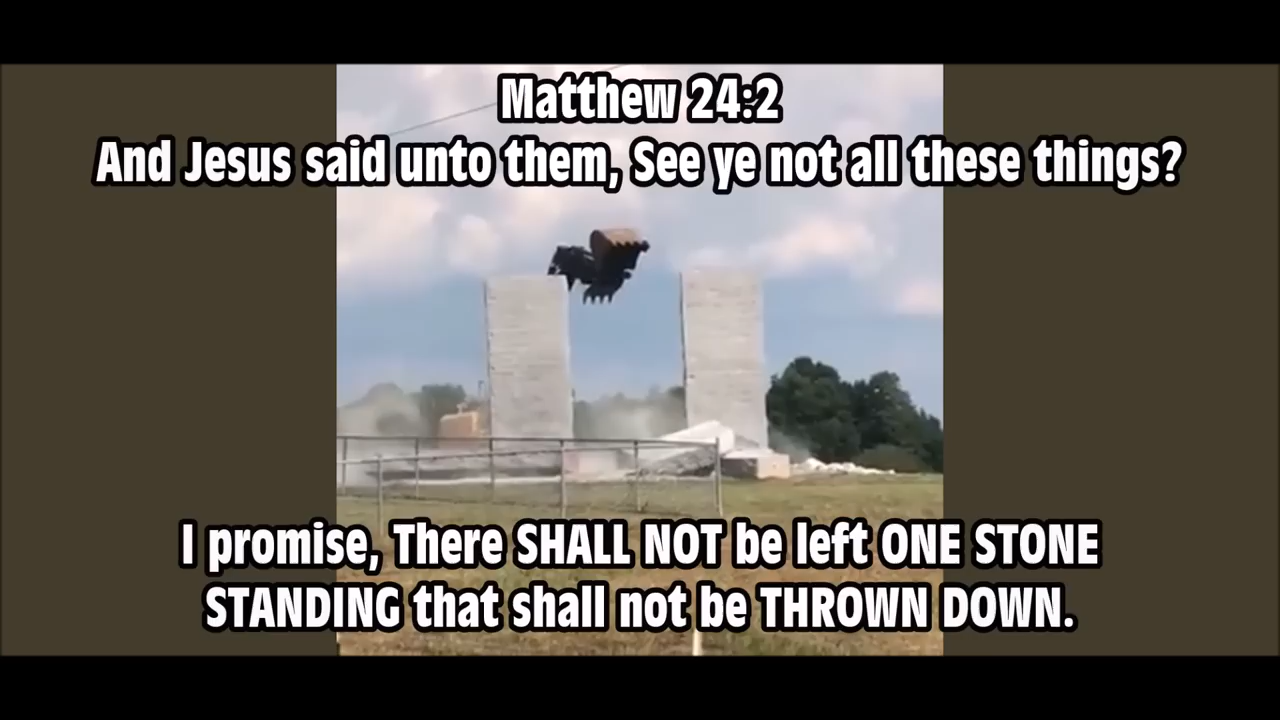 Matthew 24:2
And Jesus said unto them, See ye not all these things?
I promise, There SHALL NOT be left ONE STONE
STANDING that shall not be THROWN DOWN.